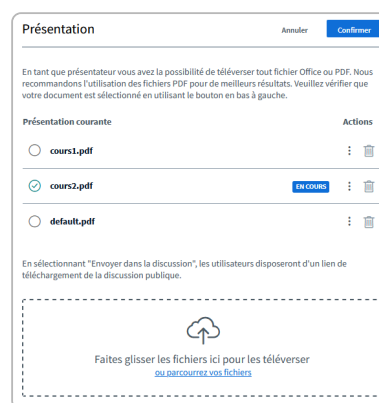 Présentation Annuler Confirmer
En tant que présentateur vous avez la possibilité de téléverser tout fichier Office ou PDF. Nous
recommandons l'utilisation des fichiers PDF pour de meilleurs résultats. Veuillez vérifier que
votre document est sélectionné en utilisant le bouton en bas à gauche.
Présentation courante Actions
cours1.pdf
cours2.pdf EN COURS
default.pdf
En sélectionnant "Envoyer dans la discussion", les utilisateurs disposeront d'un lien de
téléchargement de la discussion publique.
Faites glisser les fichiers ici pour les téléverser
ou parcourez vos fichiers